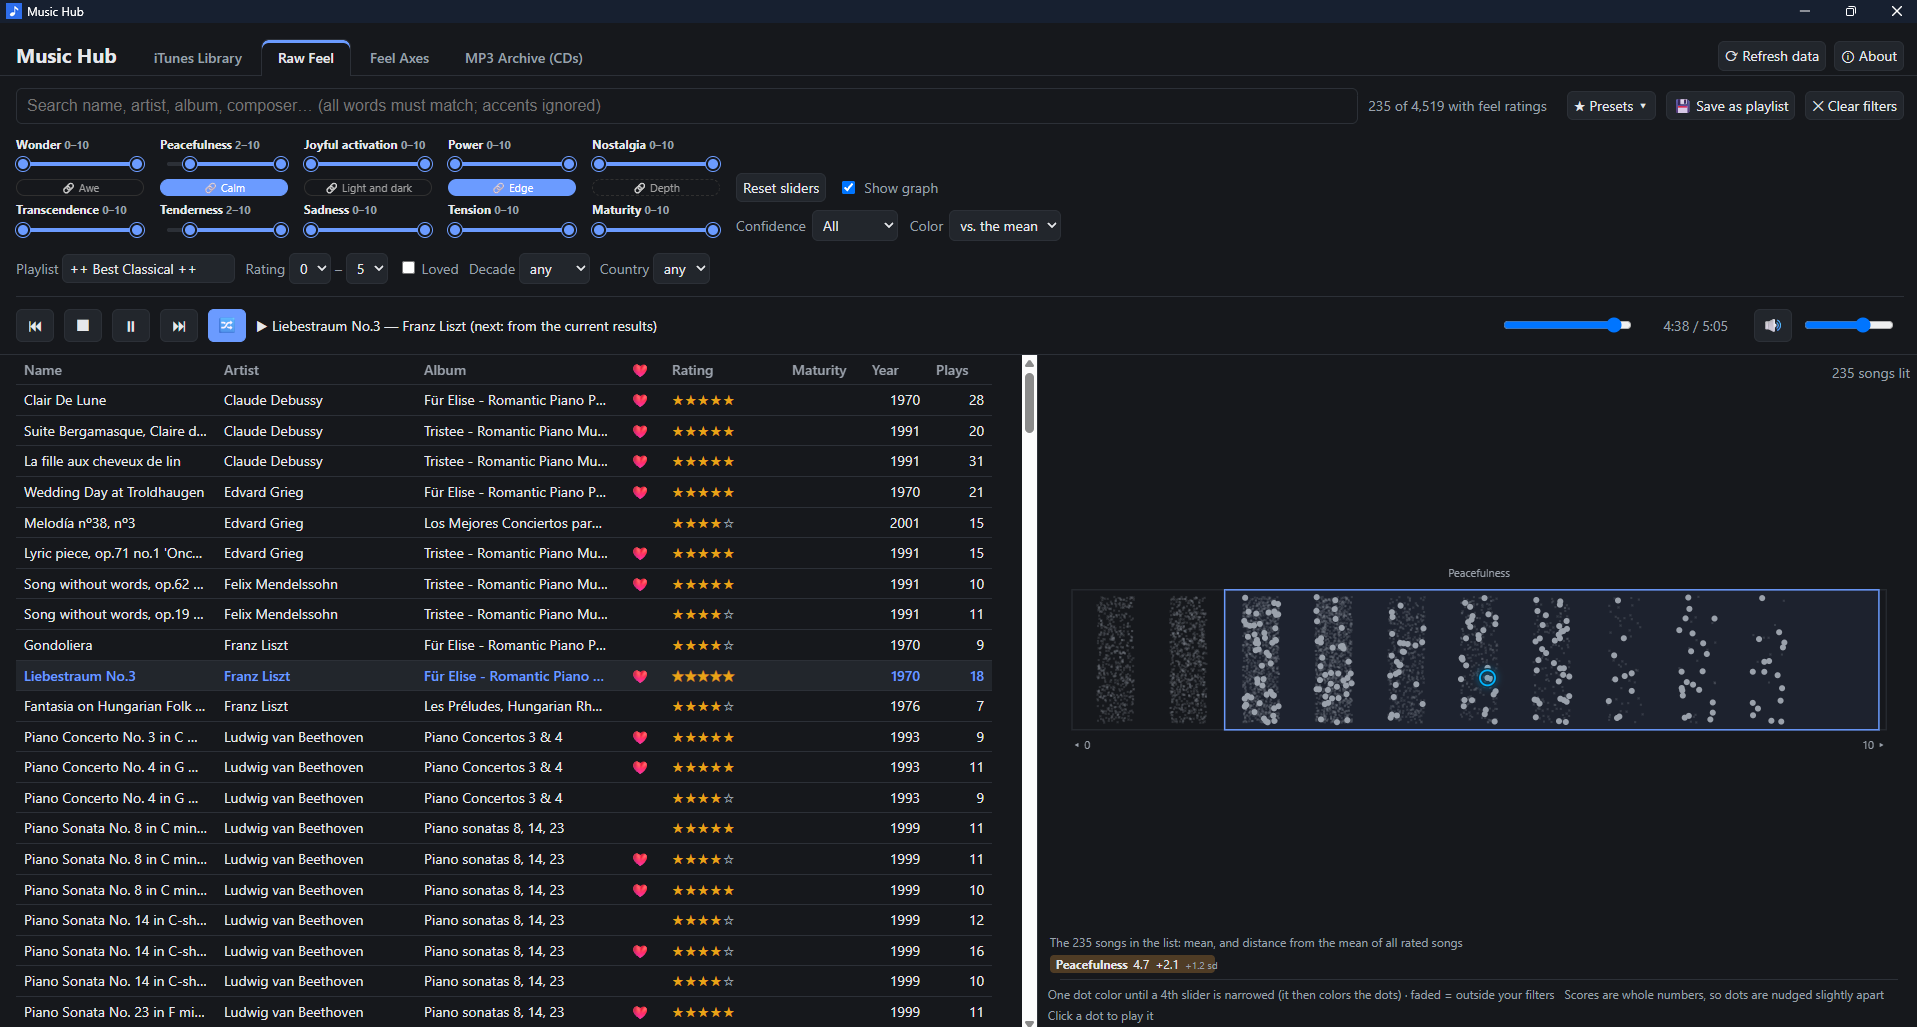 Music Hub
Music Hub iTunes Library Raw Feel Feel Axes MP3 Archive (CDs) Refresh data About
Search name, artist, album, composer… (all words must match; accents ignored) 235 of 4,519 with feel ratings ★ Presets ▼ Save as playlist Clear filters
Wonder 0–10 Peacefulness 2–10 Joyful activation 0–10 Power 0–10 Nostalgia 0–10
Awe Calm Light and dark Edge Depth Reset sliders Show graph
Transcendence 0–10 Tenderness 2–10 Sadness 0–10 Tension 0–10 Maturity 0–10
Confidence All Color vs. the mean
Playlist ++ Best Classical ++ Rating 0 – 5 Loved Decade any Country any
▶ Liebestraum No.3 — Franz Liszt (next: from the current results) 4:38 / 5:05
Name Artist Album Rating Maturity Year Plays
Clair De Lune Claude Debussy Für Elise - Romantic Piano P... ★★★★★ 1970 28
Suite Bergamasque, Claire d... Claude Debussy Tristee - Romantic Piano Mu... ★★★★★ 1991 20
La fille aux cheveux de lin Claude Debussy Tristee - Romantic Piano Mu... ★★★★★ 1991 31
Wedding Day at Troldhaugen Edvard Grieg Für Elise - Romantic Piano P... ★★★★★ 1970 21
Melodía nº38, nº3 Edvard Grieg Los Mejores Conciertos par... ★★★★☆ 2001 15
Lyric piece, op.71 no.1 'Onc... Edvard Grieg Tristee - Romantic Piano Mu... ★★★★★ 1991 15
Song without words, op.62 ... Felix Mendelssohn Tristee - Romantic Piano Mu... ★★★★★ 1991 10
Song without words, op.19 ... Felix Mendelssohn Tristee - Romantic Piano Mu... ★★★★☆ 1991 11
Gondoliera Franz Liszt Für Elise - Romantic Piano P... ★★★★☆ 1970 9
Liebestraum No.3 Franz Liszt Für Elise - Romantic Piano ... ★★★★★ 1970 18
Fantasia on Hungarian Folk ... Franz Liszt Les Préludes, Hungarian Rh... ★★★★☆ 1976 7
Piano Concerto No. 3 in C ... Ludwig van Beethoven Piano Concertos 3 & 4 ★★★★★ 1993 9
Piano Concerto No. 4 in G ... Ludwig van Beethoven Piano Concertos 3 & 4 ★★★★★ 1993 11
Piano Concerto No. 4 in G ... Ludwig van Beethoven Piano Concertos 3 & 4 ★★★★☆ 1993 9
Piano Sonata No. 8 in C min... Ludwig van Beethoven Piano sonatas 8, 14, 23 ★★★★★ 1999 11
Piano Sonata No. 8 in C min... Ludwig van Beethoven Piano sonatas 8, 14, 23 ★★★★☆ 1999 11
Piano Sonata No. 8 in C min... Ludwig van Beethoven Piano sonatas 8, 14, 23 ★★★★★ 1999 10
Piano Sonata No. 14 in C-sh... Ludwig van Beethoven Piano sonatas 8, 14, 23 ★★★★☆ 1999 12
Piano Sonata No. 14 in C-sh... Ludwig van Beethoven Piano sonatas 8, 14, 23 ★★★★☆ 1999 16
Piano Sonata No. 14 in C-sh... Ludwig van Beethoven Piano sonatas 8, 14, 23 ★★★★☆ 1999 10
Piano Sonata No. 23 in F mi... Ludwig van Beethoven Piano sonatas 8, 14, 23 ★★★★★ 1999 11
235 songs lit
Peacefulness
◂ 0 10 ▸
The 235 songs in the list: mean, and distance from the mean of all rated songs
Peacefulness 4.7 +2.1 +1.2 sd
One dot color until a 4th slider is narrowed (it then colors the dots) · faded = outside your filters Scores are whole numbers, so dots are nudged slightly apart
Click a dot to play it